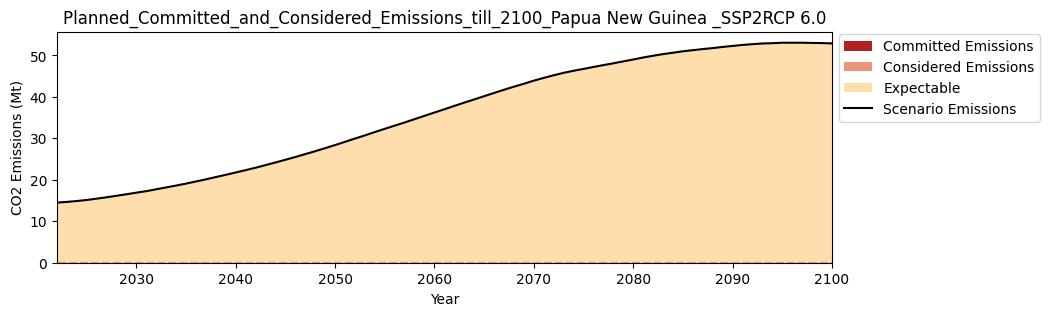 Planned_Committed_and_Considered_Emissions_till_2100_Papua New Guinea _SSP2RCP 6.0
CO2 Emissions (Mt)
50
40
30
20
10
0
2030 2040 2050 2060 2070 2080 2090 2100
Year
Committed Emissions
Considered Emissions
Expectable
Scenario Emissions